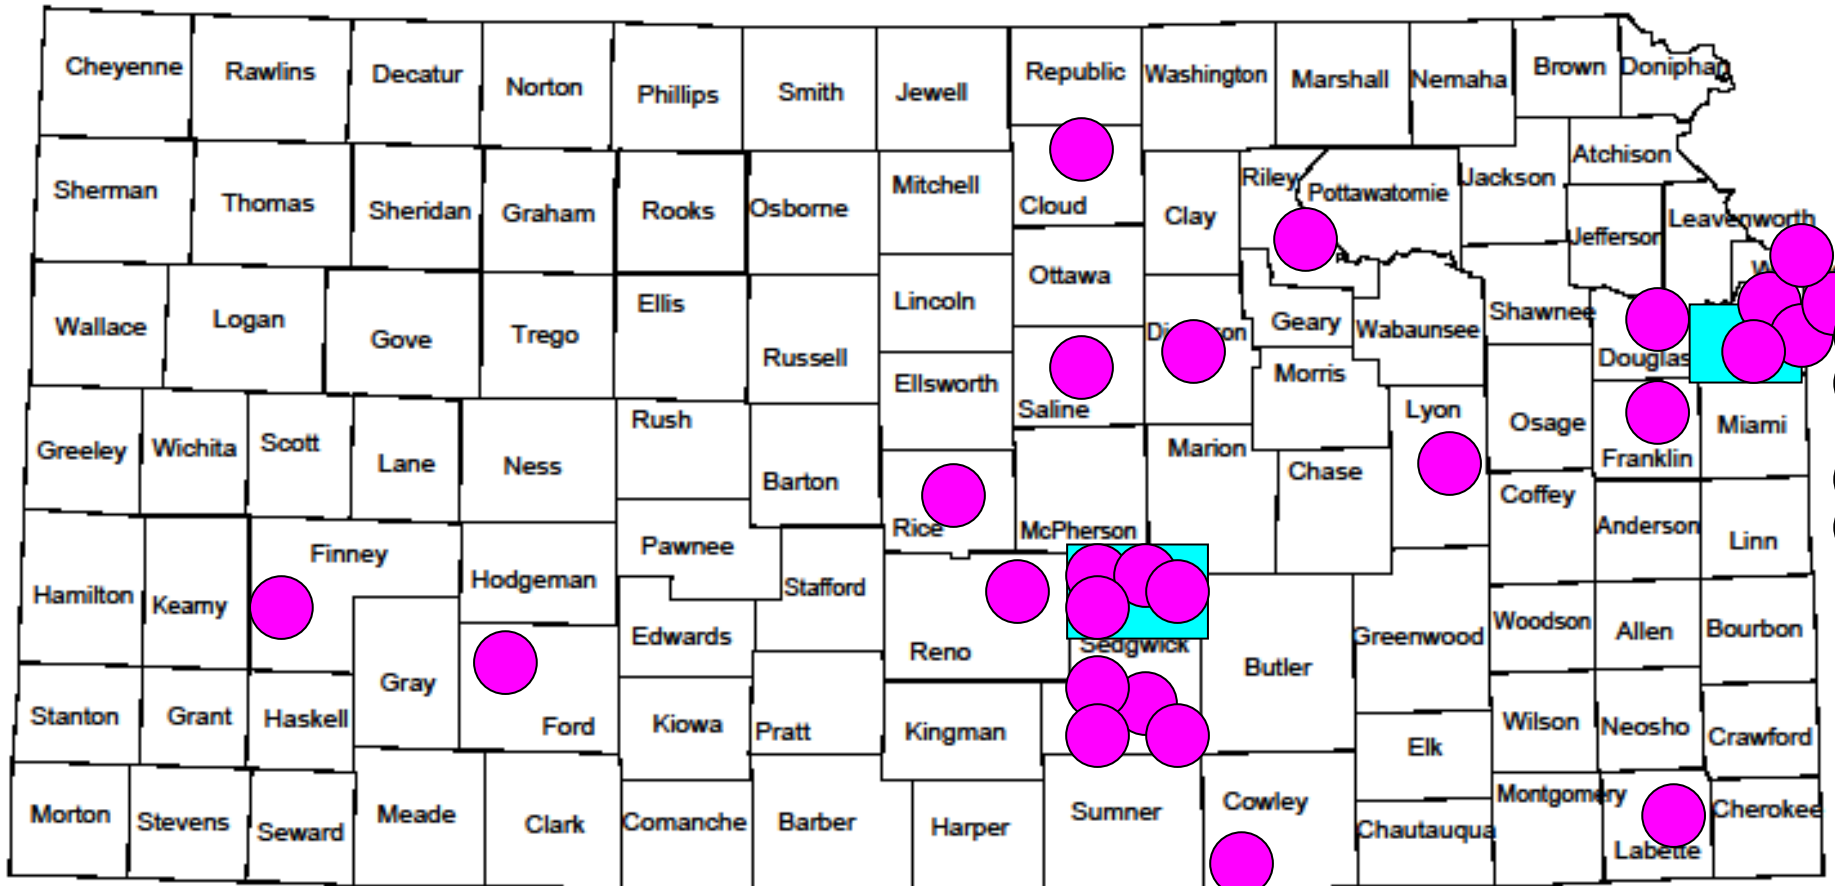 Cheyenne Rawlins Decatur Norton Phillips Smith Jewell Republic Washington Marshall Nemaha Brown Doniphan
Sherman Thomas Sheridan Graham Rooks Osborne Mitchell Cloud Clay Riley Pottawatomie Jackson Atchison
Jefferson Leavenworth
Wallace Logan Gove Trego Ellis Russell Lincoln Ottawa Geary Wabaunsee Shawnee Douglas
Ellsworth Saline Morris
Greeley Wichita Scott Lane Ness Rush Barton Rice McPherson Marion Chase Lyon Osage Franklin Miami
Coffey Anderson Linn
Hamilton Kearny Finney Hodgeman Pawnee Stafford Reno Sedgwick Butler Greenwood Woodson Allen Bourbon
Edwards
Stanton Grant Haskell Gray Ford Kiowa Pratt Kingman Elk Wilson Neosho Crawford
Morton Stevens Seward Meade Clark Comanche Barber Harper Sumner Cowley Chautauqua Montgomery Labette Cherokee